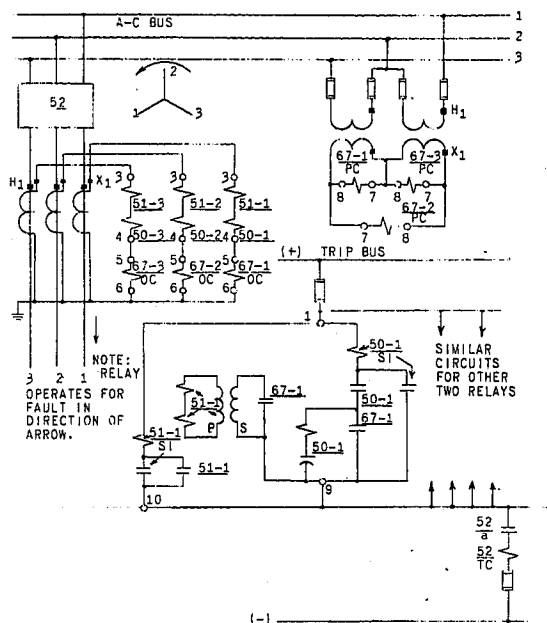 A-C BUS
1
2
3
52
2
1
3
H1
X1
3
3
3
51-3
51-2
51-1
4
4
4
50-3
50-2
50-1
5
5
5
67-3
OC
67-2
OC
67-1
OC
6
6
6
H1
X1
67-1
PC
67-3
PC
8
7
8
7
67-2
PC
7
8
(+) TRIP BUS
1
NOTE:
RELAY
3 2 1
OPERATES FOR
FAULT IN
DIRECTION OF
ARROW.
50-1
SI
SIMILAR
CIRCUITS
FOR OTHER
TWO RELAYS
51-1
P
S
67-1
50-1
67-1
50-1
51-1
SI
51-1
10
9
52
a
52
TC
(-)